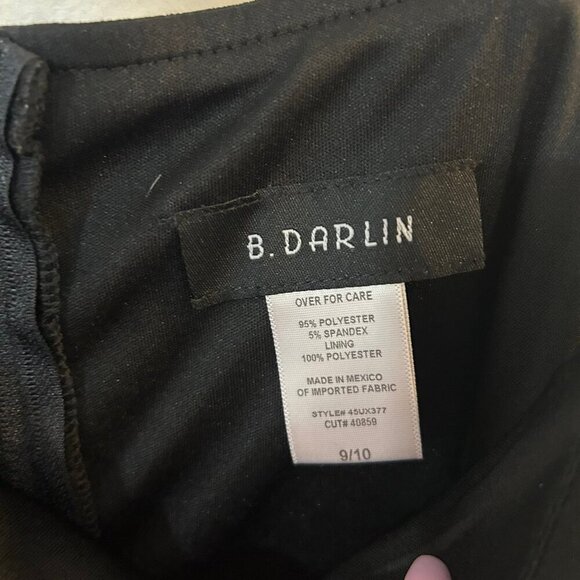 B. DARLIN
OVER FOR CARE
95% POLYESTER
5% SPANDEX
LINING
100% POLYESTER
MADE IN MEXICO
OF IMPORTED FABRIC
STYLE# 45UX377
CUT# 40859
9/10